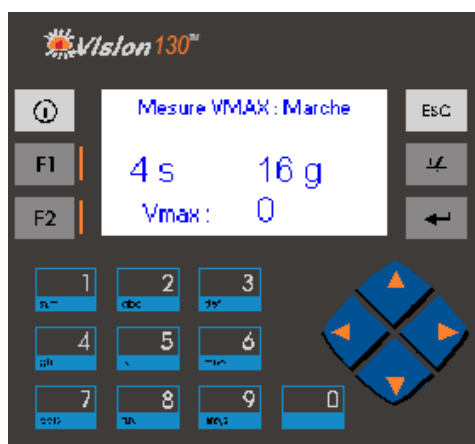 Vision 130™
Mesure VMAX : Marche
ESC
F1
4 s 16 g
F2
Vmax : 0
1 2 3
abc def
4 5 6
7 8 9 0